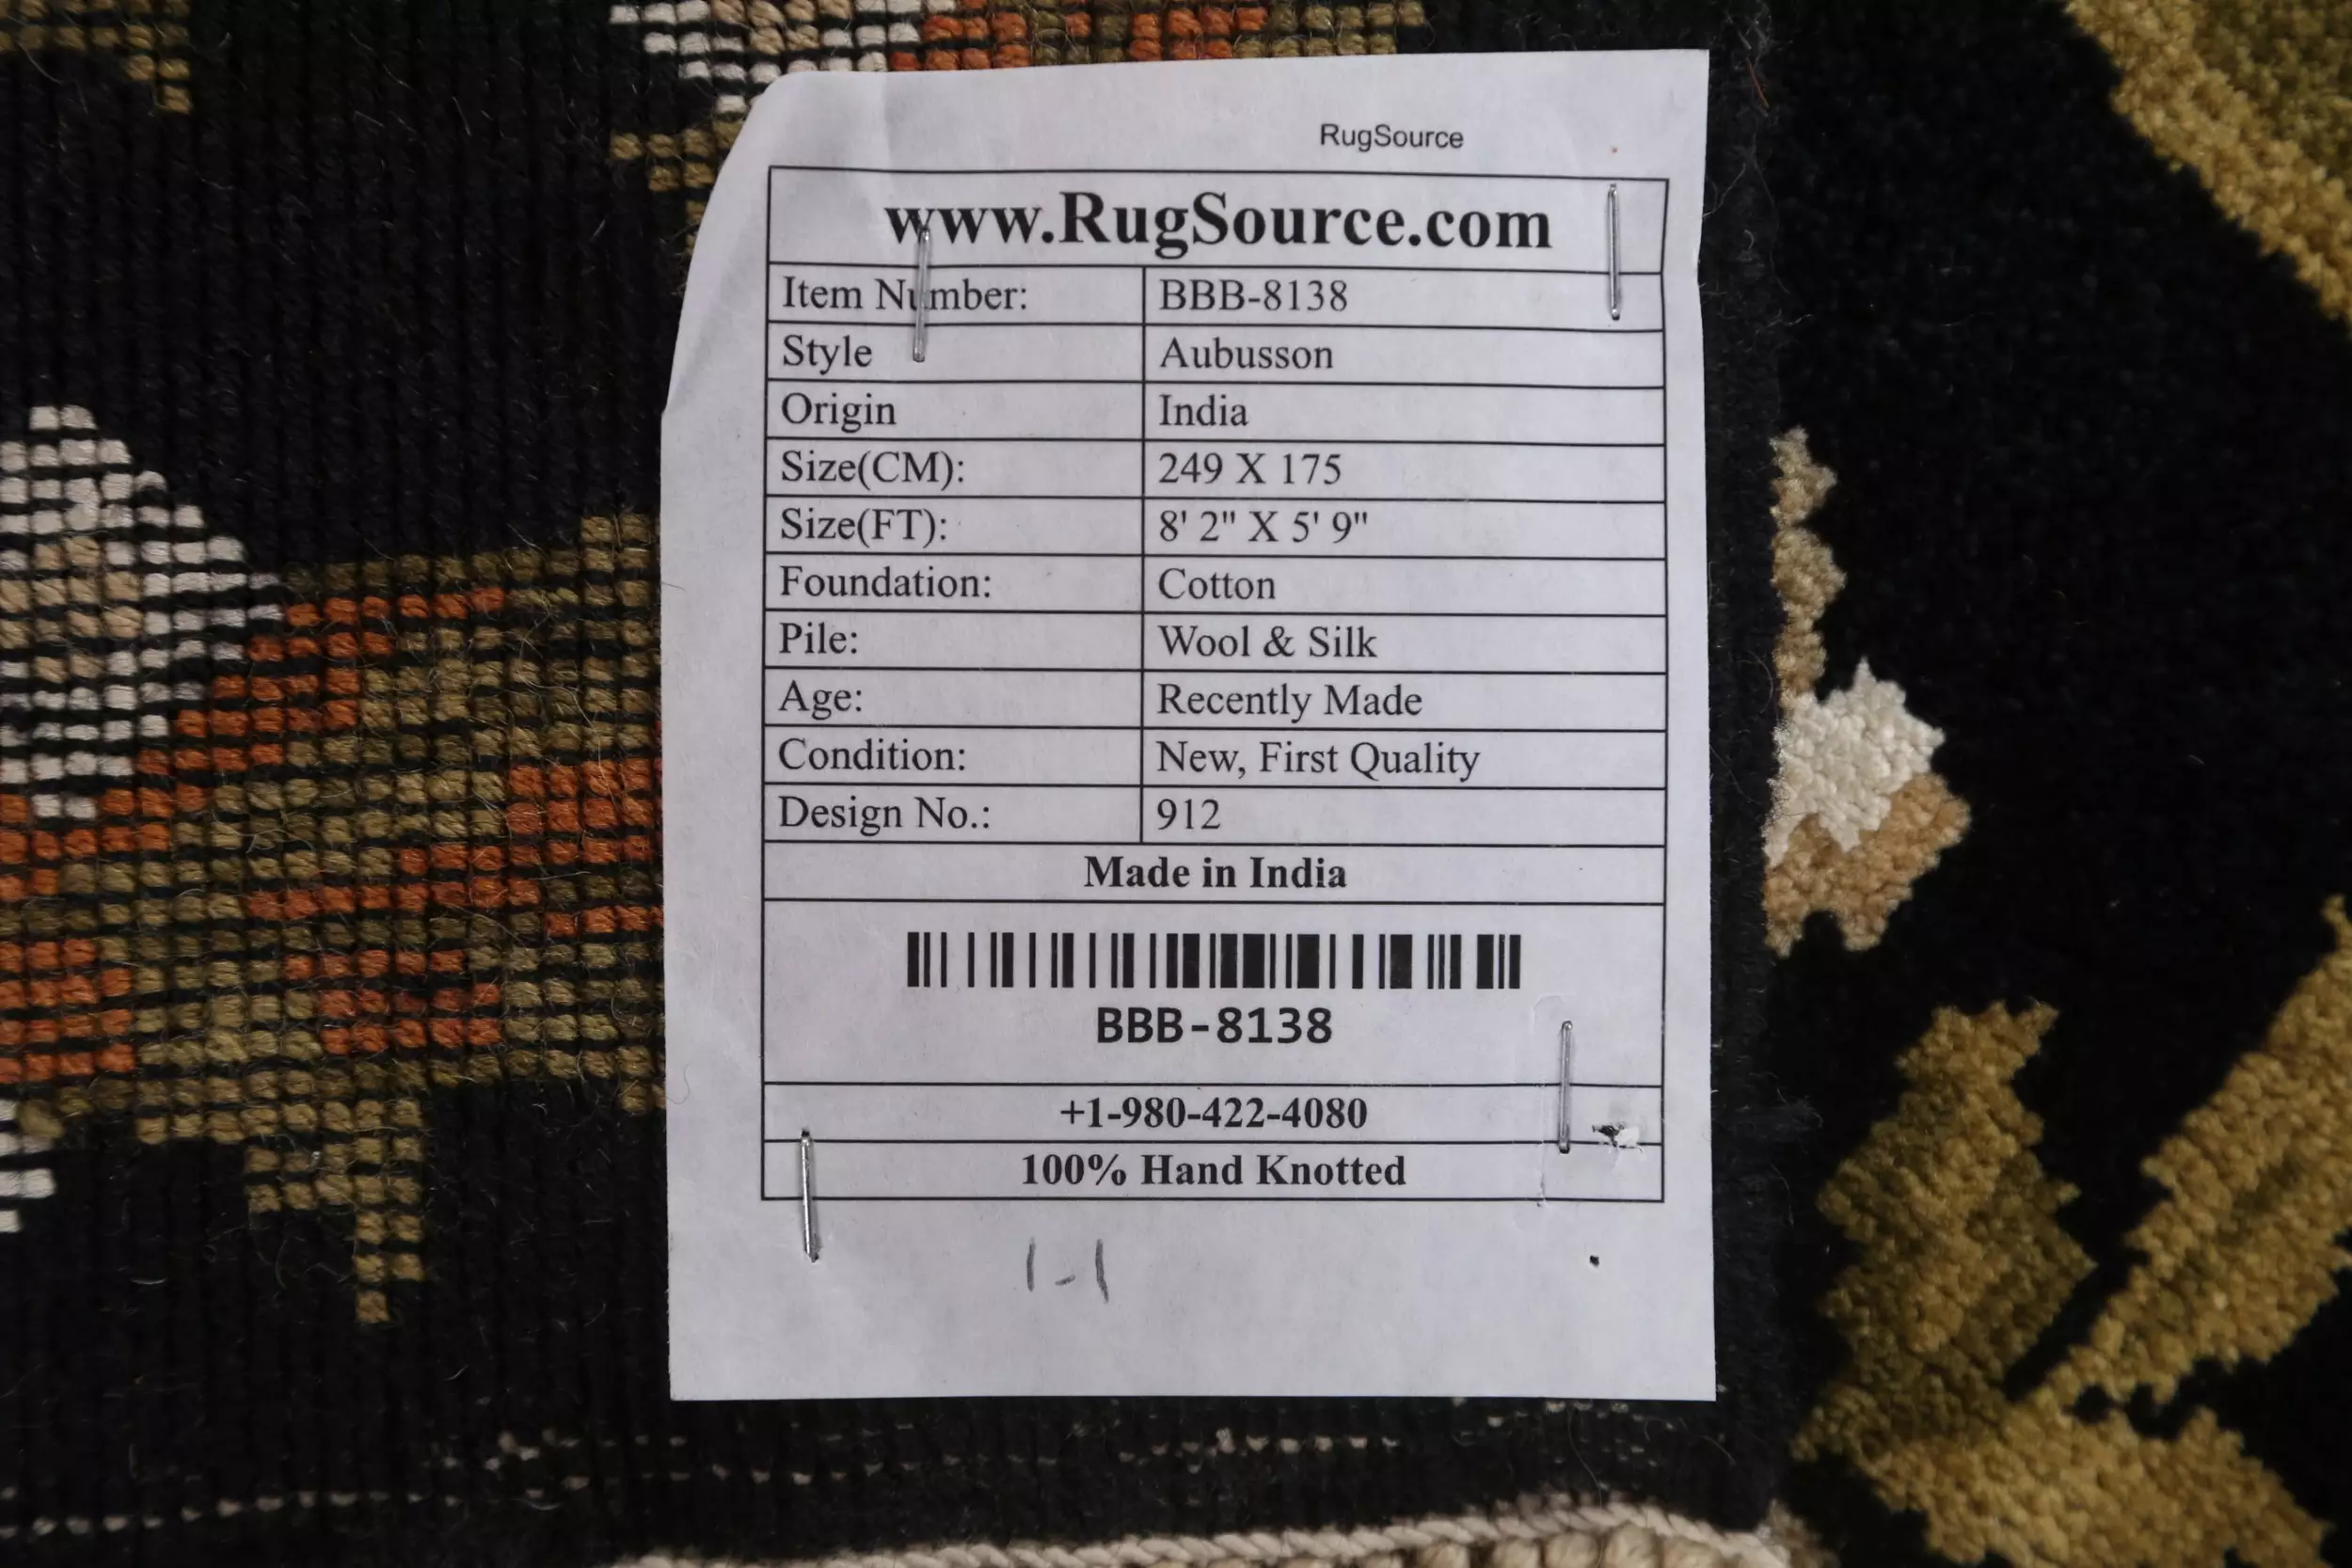 RugSource
www.RugSource.com
Item Number: BBB-8138
Style Aubusson
Origin India
Size(CM): 249 X 175
Size(FT): 8' 2" X 5' 9"
Foundation: Cotton
Pile: Wool & Silk
Age: Recently Made
Condition: New, First Quality
Design No.: 912
Made in India
BBB-8138
+1-980-422-4080
100% Hand Knotted
1-1